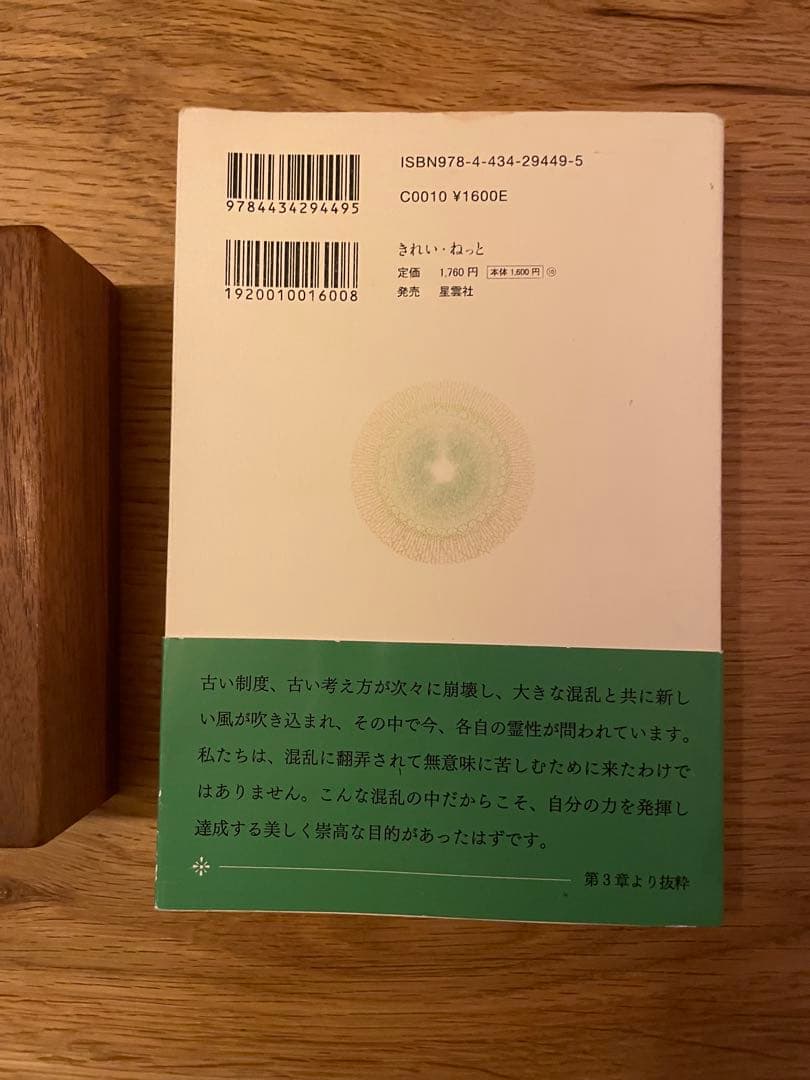 ISBN978-4-434-29449-5
9784434294495
C0010 ¥1600E
きれい・ねっと
定価 1,760円 本体1,600円 ⑩
1920010016008
発売 星雲社
古い制度、古い考え方が次々に崩壊し、大きな混乱と共に新し
い風が吹き込まれ、その中で今、各自の霊性が問われています。
私たちは、混乱に翻弄されて無意味に苦しむために来たわけで
はありません。こんな混乱の中だからこそ、自分の力を発揮し
達成する美しく崇高な目的があったはずです。
第3章より抜粋